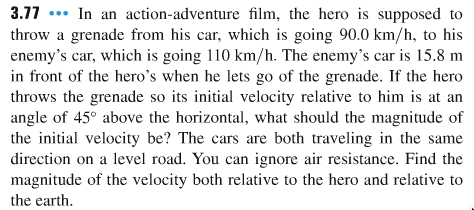 3.77 ••• In an action-adventure film, the hero is supposed to
throw a grenade from his car, which is going 90.0 km/h, to his
enemy's car, which is going 110 km/h. The enemy's car is 15.8 m
in front of the hero's when he lets go of the grenade. If the hero
throws the grenade so its initial velocity relative to him is at an
angle of 45° above the horizontal, what should the magnitude of
the initial velocity be? The cars are both traveling in the same
direction on a level road. You can ignore air resistance. Find the
magnitude of the velocity both relative to the hero and relative to
the earth.